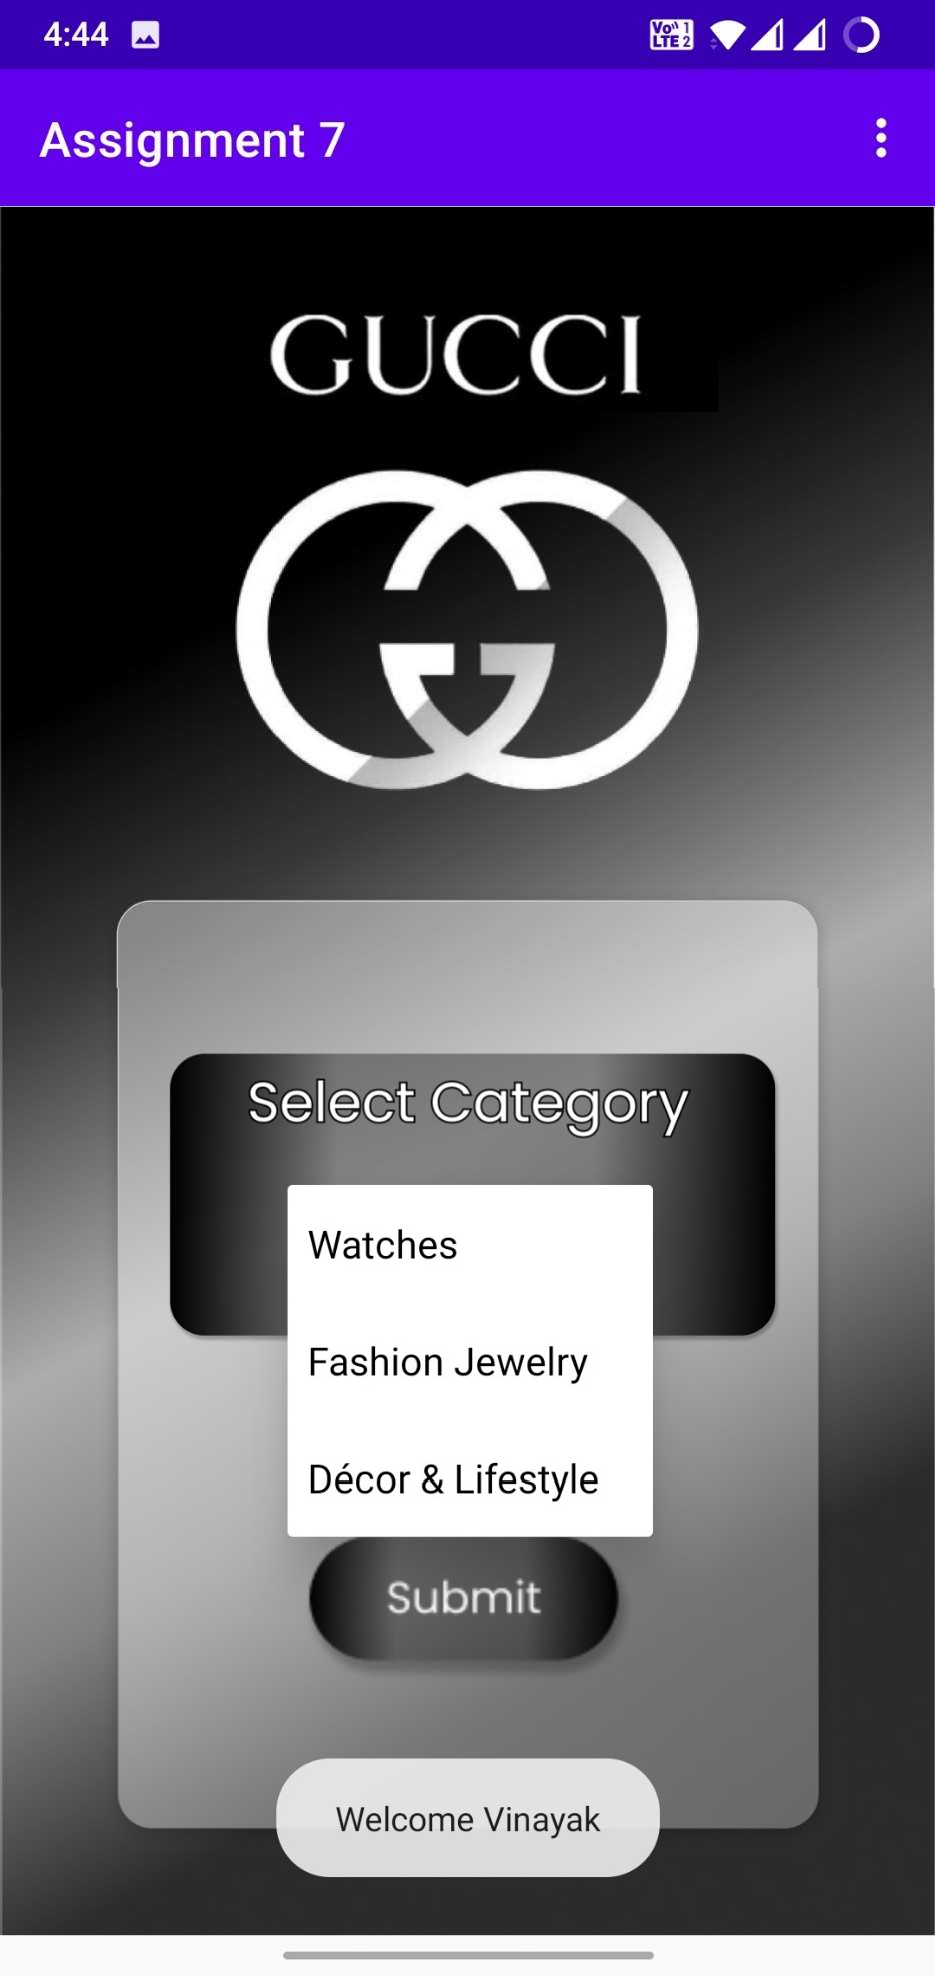 4:44
Vo)) 1
LTE 2
Assignment 7
GUCCI
Select Category
Watches
Fashion Jewelry
Décor & Lifestyle
Submit
Welcome Vinayak